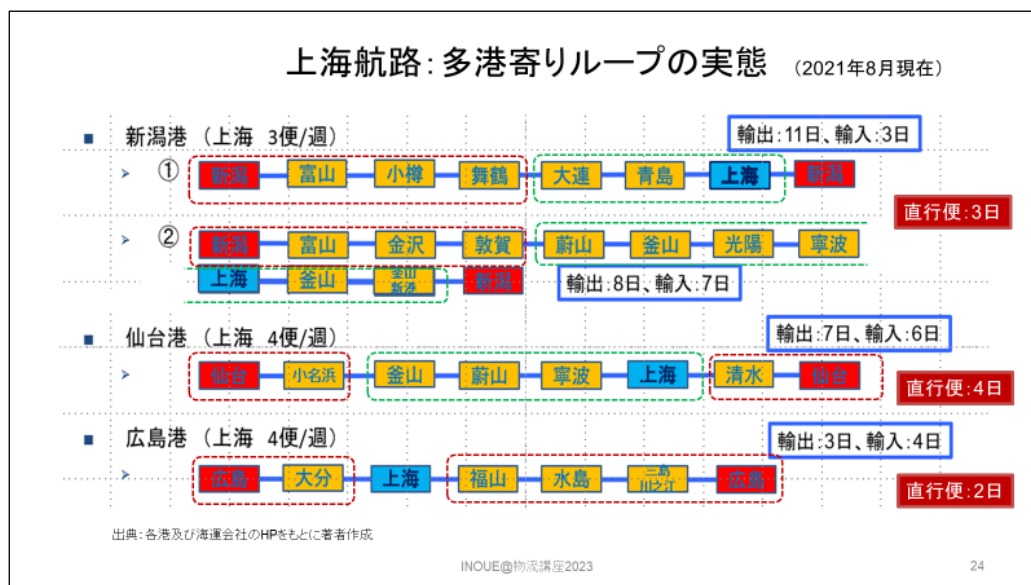 上海航路：多港寄りループの実態 （2021年8月現在）
■ 新潟港 （上海 3便/週）
輸出：11日、輸入：3日
➢ ① 新潟 富山 小樽 舞鶴 大連 青島 上海 新潟
直行便：3日
➢ ② 新潟 富山 金沢 敦賀 蔚山 釜山 光陽 寧波
上海 釜山 釜山新港 新潟
輸出：8日、輸入：7日
■ 仙台港 （上海 4便/週）
輸出：7日、輸入：6日
➢ 仙台 小名浜 釜山 蔚山 寧波 上海 清水 仙台
直行便：4日
■ 広島港 （上海 4便/週）
輸出：3日、輸入：4日
➢ 広島 大分 上海 福山 水島 三島川之江 広島
直行便：2日
出典：各港及び海運会社のHPをもとに著者作成
INOUE@物流講座2023
24